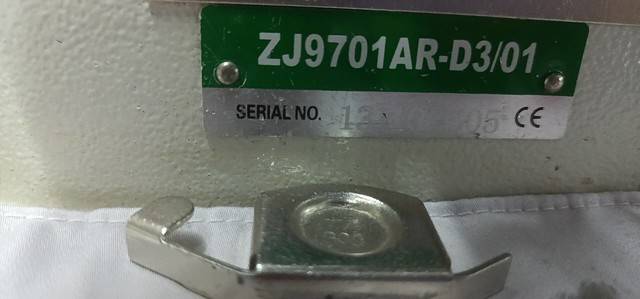 ZJ9701AR-D3/01
SERIAL NO. CE